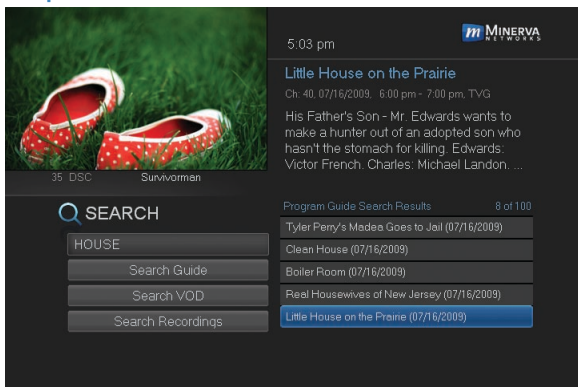 5:03 pm
m MINERVA
NETWORKS
Little House on the Prairie
Ch: 40, 07/16/2009, 6:00 pm - 7:00 pm, TVG
His Father's Son - Mr. Edwards wants to
make a hunter out of an adopted son who
hasn't the stomach for killing. Edwards:
Victor French. Charles: Michael Landon. ...
35 DSC Survivorman
SEARCH
HOUSE
Search Guide
Search VOD
Search Recordings
Program Guide Search Results 8 of 100
Tyler Perry's Madea Goes to Jail (07/16/2009)
Clean House (07/16/2009)
Boiler Room (07/16/2009)
Real Housewives of New Jersey (07/16/2009)
Little House on the Prairie (07/16/2009)